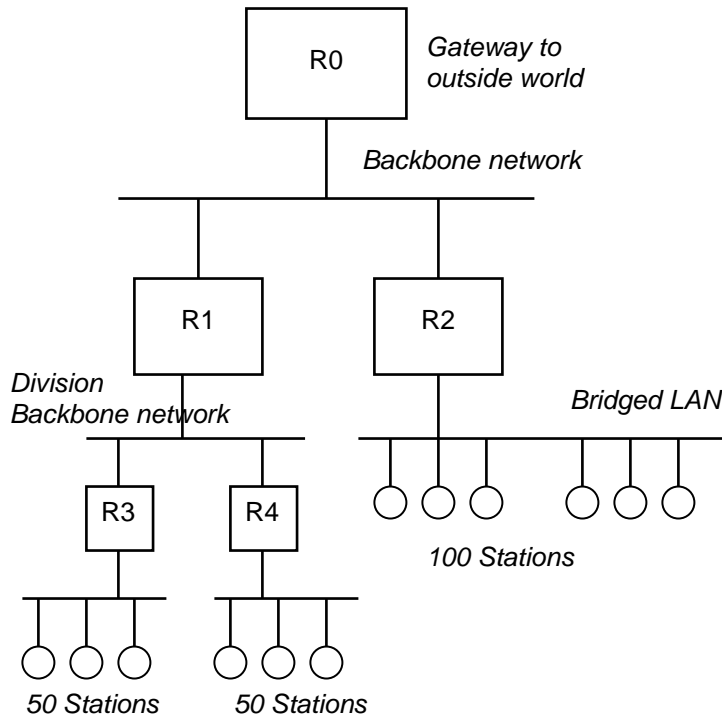 R0
Gateway to
outside world
Backbone network
R1
R2
Division
Backbone network
Bridged LAN
R3
R4
100 Stations
50 Stations
50 Stations